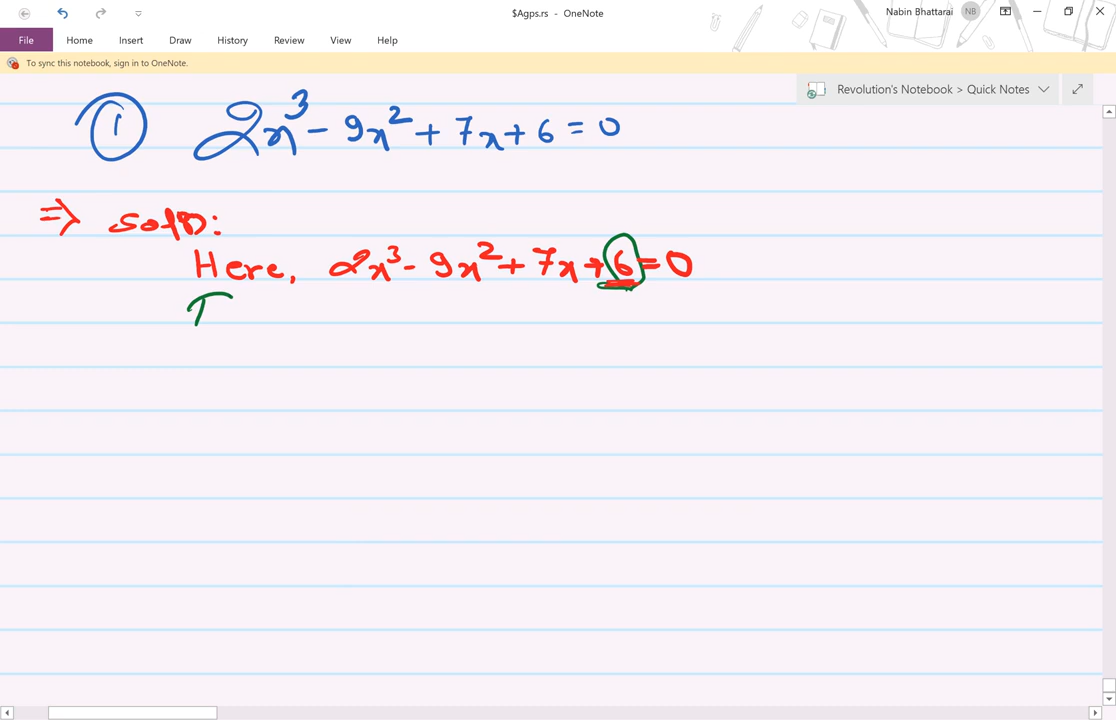 $Agps.rs - OneNote
Nabin Bhattarai NB
File Home Insert Draw History Review View Help
To sync this notebook, sign in to OneNote.
Revolution's Notebook > Quick Notes
① 2x³ - 9x² + 7x + 6 = 0
⇒ Solⁿ:
Here, 2x³ - 9x² + 7x + 6 = 0
T